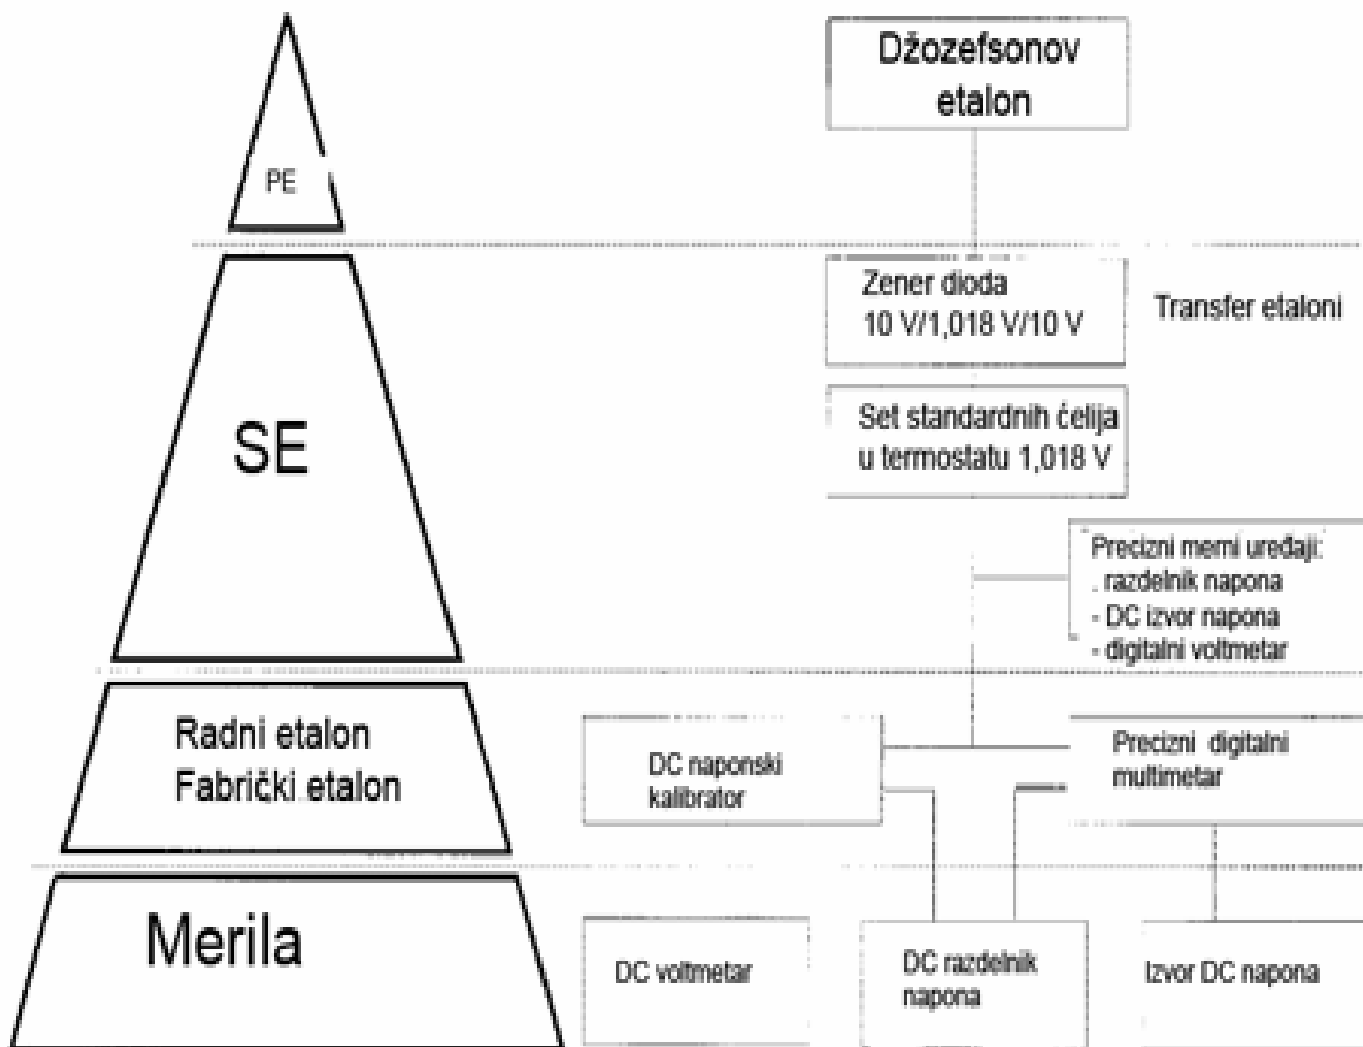 PE
Džozefsonov
etalon
SE
Zener dioda
10 V/1,018 V/10 V
Transfer etaloni
Set standardnih ćelija
u termostatu 1,018 V
Precizni merni uređaji:
. razdelnik napona
- DC izvor napona
- digitalni voltmetar
Radni etalon
Fabrički etalon
DC naponski
kalibrator
Precizni digitalni
multimetar
Merila
DC voltmetar
DC razdelnik
napona
Izvor DC napona